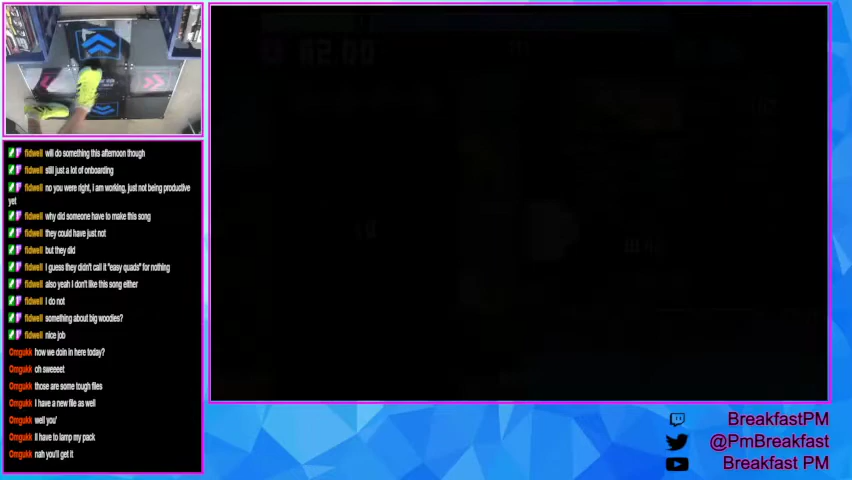 fidwell will do something this afternoon though
fidwell still just a lot of onboarding
fidwell no you were right, I am working, just not being productive
yet
fidwell why did someone have to make this song
fidwell they could have just not
fidwell but they did
fidwell I guess they didn't call it "easy quads" for nothing
fidwell also yeah I don't like this song either
fidwell I do not
fidwell something about big woodies?
fidwell nice job
Omgukk how we doin in here today?
Omgukk oh sweeeet
Omgukk those are some tough files
Omgukk I have a new file as well
Omgukk well you'
Omgukk ll have to lamp my pack
Omgukk nah you'll get it
82.00
BreakfastPM
@PmBreakfast
Breakfast PM